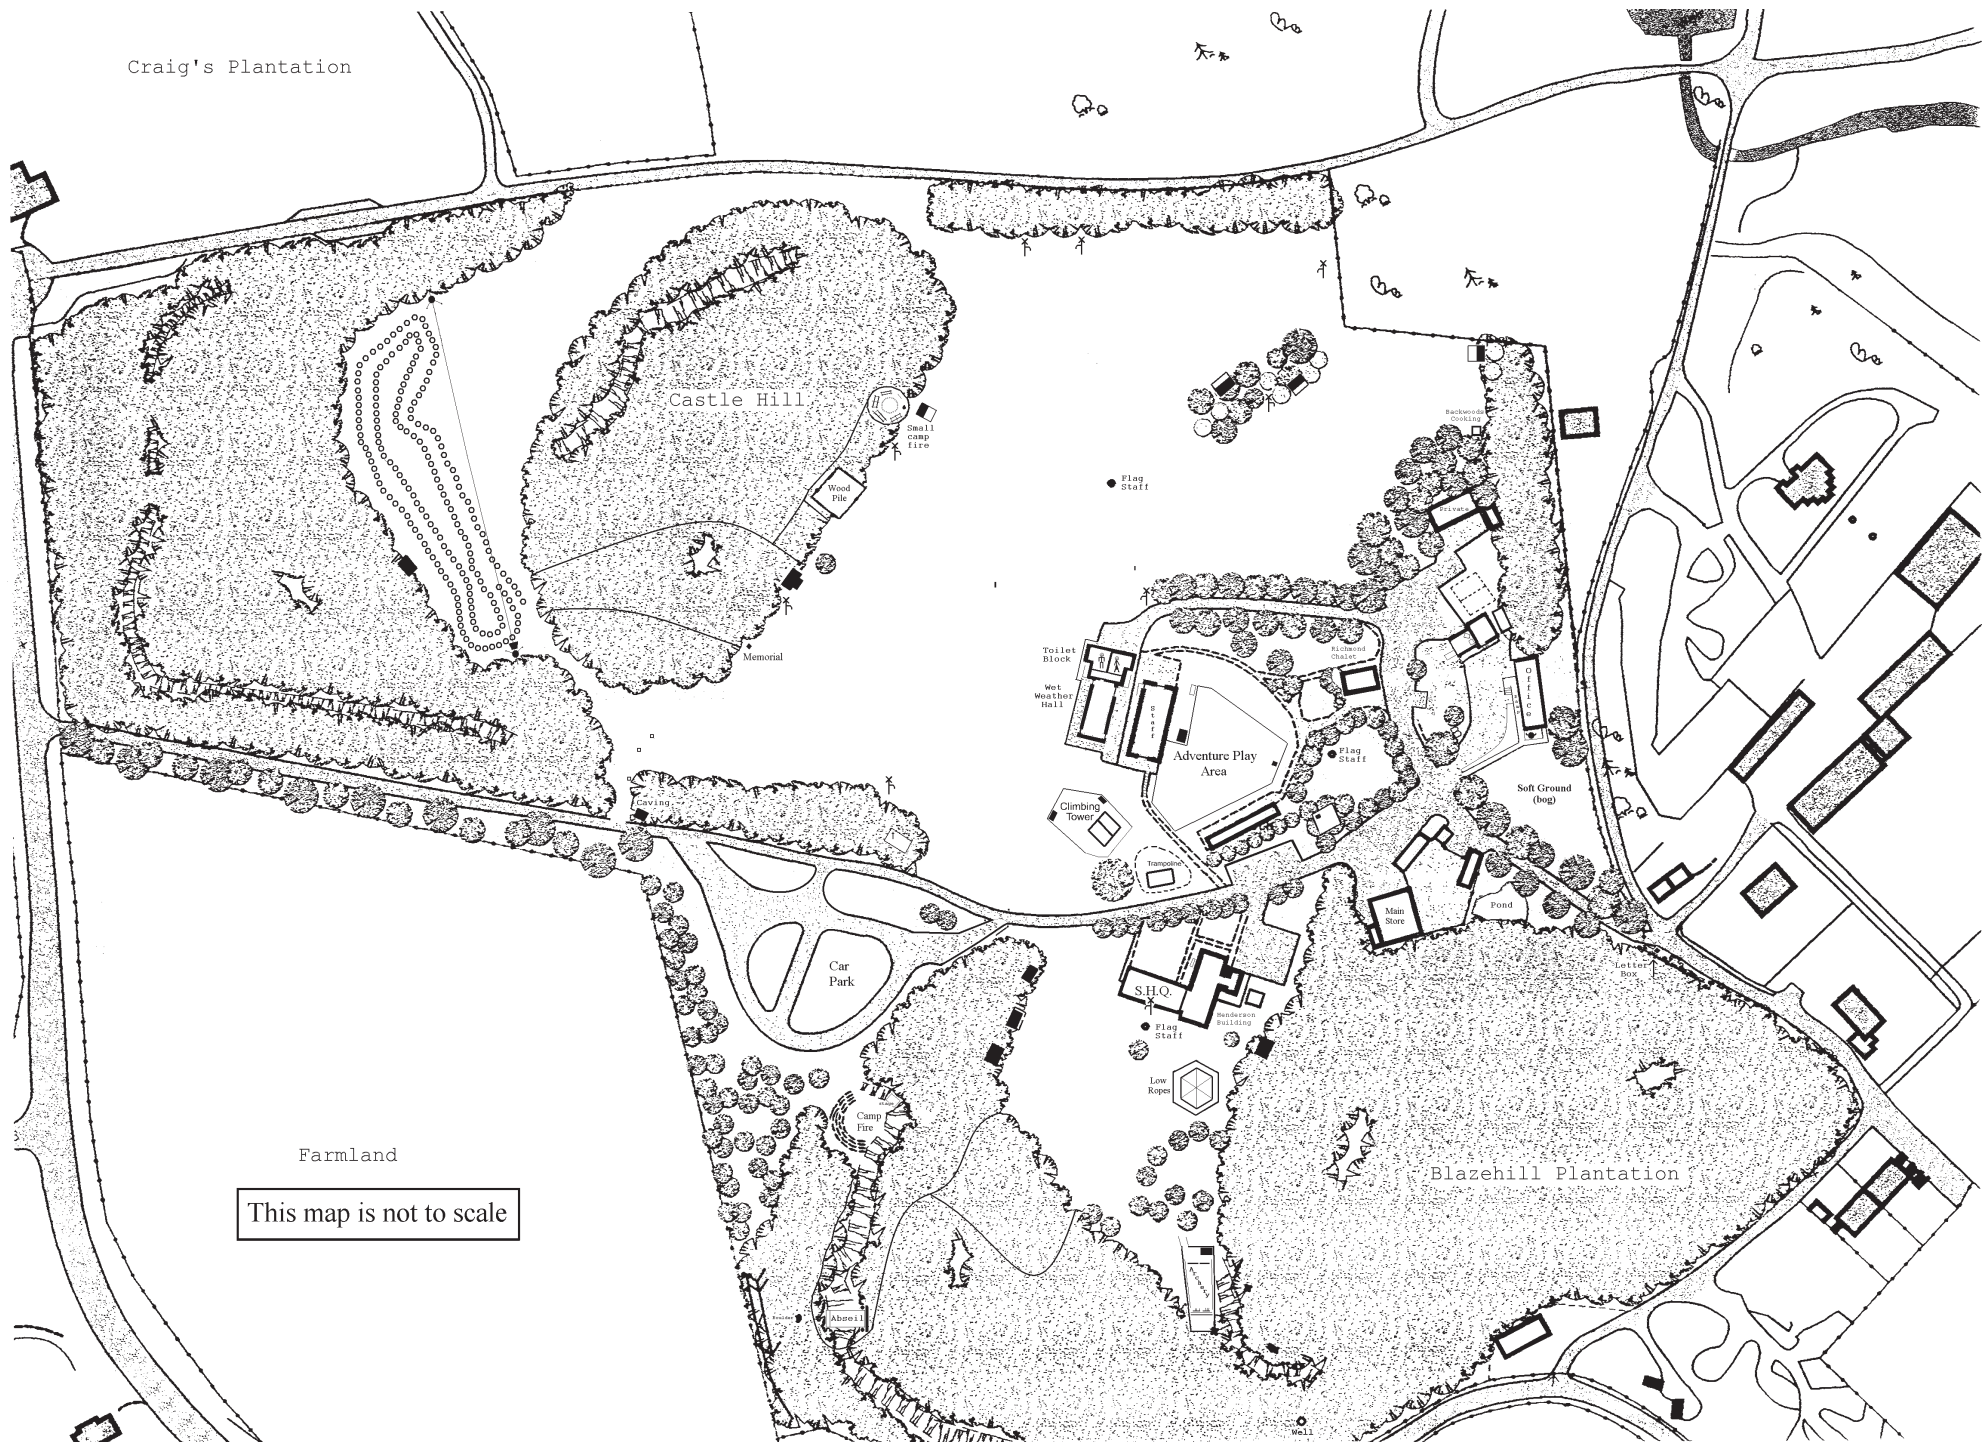 Craig's Plantation
Castle Hill
Small
camp
fire
Wood
Pile
Backwoods
Cooking
Flag
Staff
Private
Memorial
Toilet
Block
Richmond
Chalet
Wet
Weather
Hall
Staff
Office
Adventure Play
Area
Flag
Staff
Soft Ground
(bog)
Caving
Climbing
Tower
Trampoline
Main
Store
Pond
Car
Park
Letter
Box
S.H.Q.
Henderson
Building
Flag
Staff
Low
Ropes
Camp
Fire
Farmland
Blazehill Plantation
This map is not to scale
Boulder
Abseil
Archery
Well